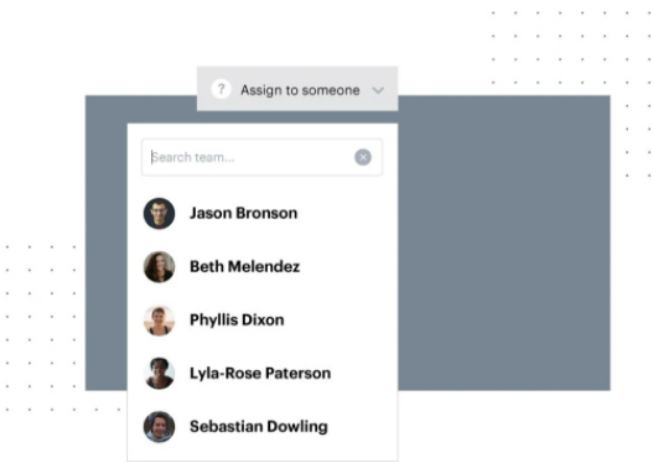 ? Assign to someone
Search team...
Jason Bronson
Beth Melendez
Phyllis Dixon
Lyla-Rose Paterson
Sebastian Dowling